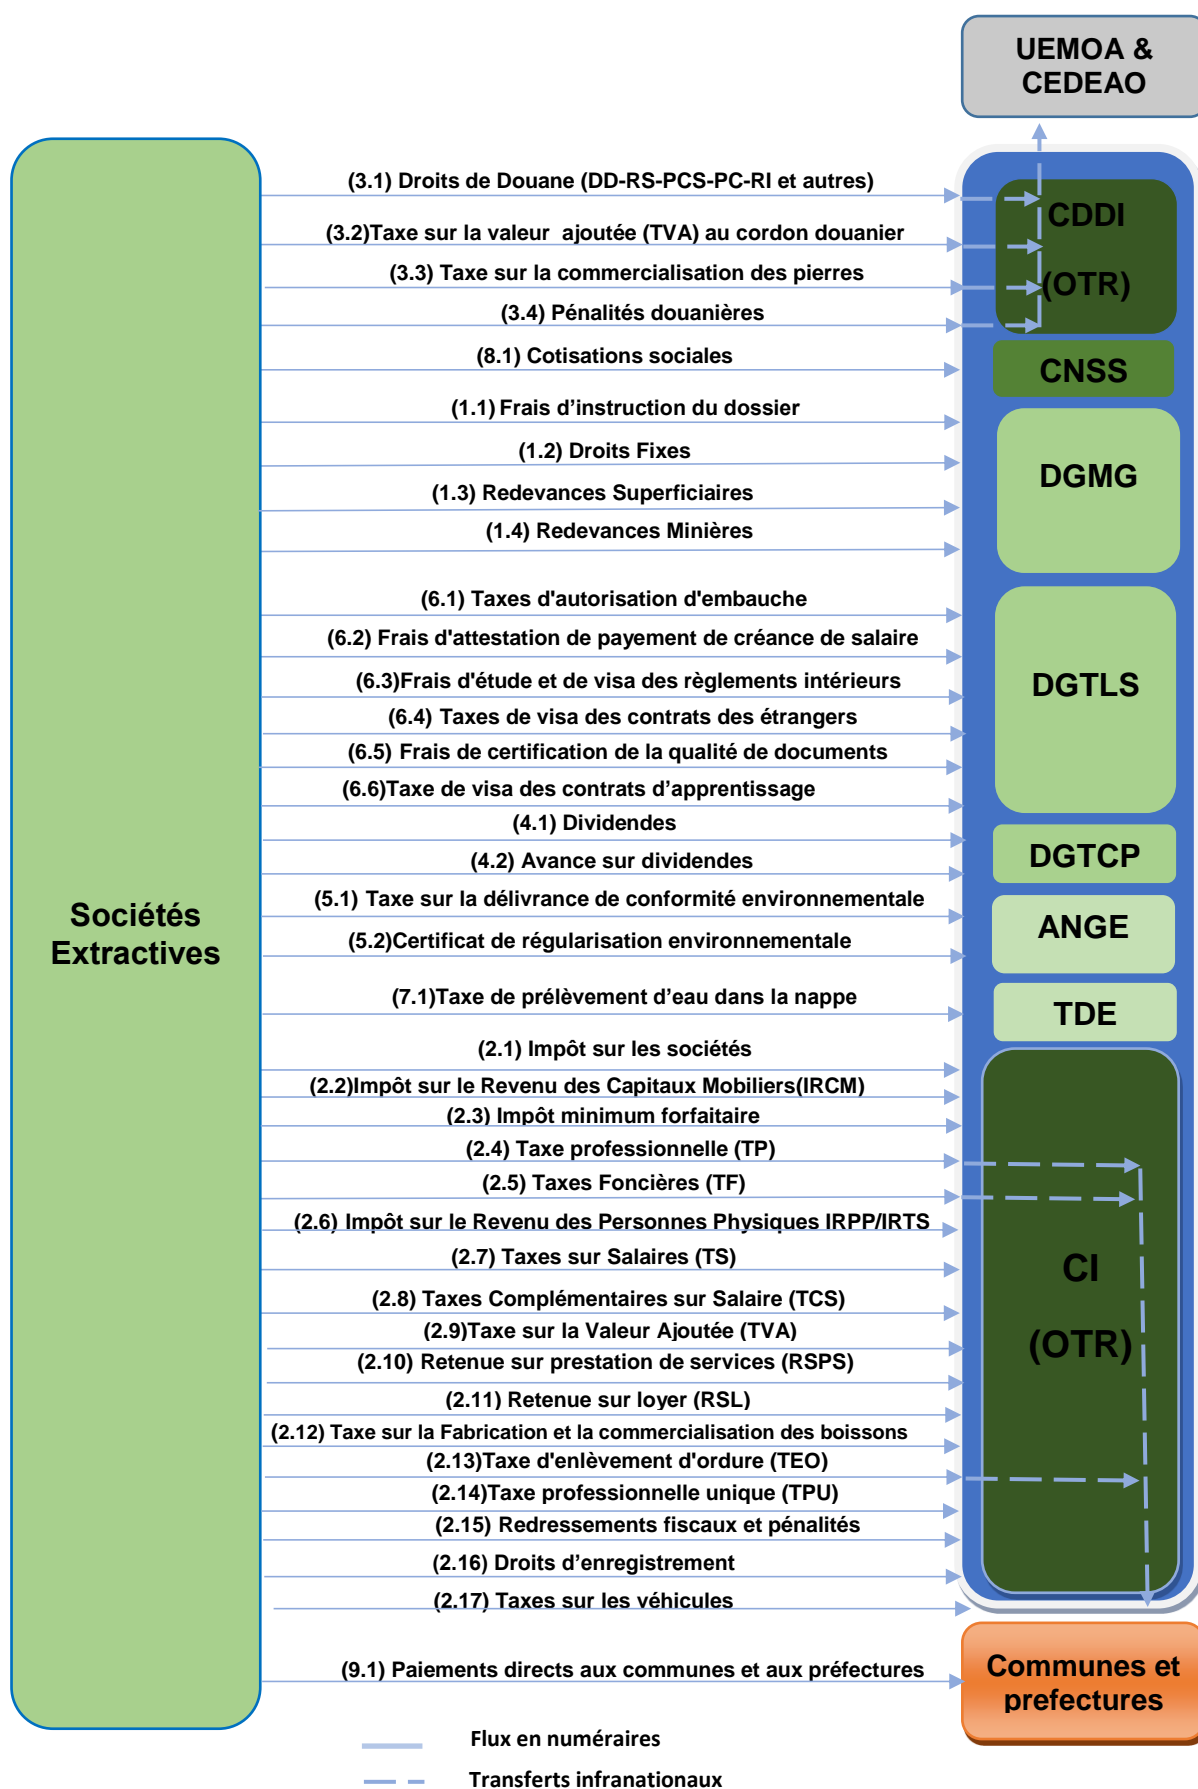 UEMOA &
CEDEAO
(3.1) Droits de Douane (DD-RS-PCS-PC-RI et autres)
(3.2)Taxe sur la valeur ajoutée (TVA) au cordon douanier
(3.3) Taxe sur la commercialisation des pierres
(3.4) Pénalités douanières
CDDI
(OTR)
(8.1) Cotisations sociales
CNSS
(1.1) Frais d’instruction du dossier
(1.2) Droits Fixes
(1.3) Redevances Superficiaires
(1.4) Redevances Minières
DGMG
(6.1) Taxes d'autorisation d'embauche
(6.2) Frais d'attestation de payement de créance de salaire
(6.3)Frais d'étude et de visa des règlements intérieurs
(6.4) Taxes de visa des contrats des étrangers
(6.5) Frais de certification de la qualité de documents
(6.6)Taxe de visa des contrats d’apprentissage
DGTLS
(4.1) Dividendes
(4.2) Avance sur dividendes
DGTCP
Sociétés
Extractives
(5.1) Taxe sur la délivrance de conformité environnementale
(5.2)Certificat de régularisation environnementale
ANGE
(7.1)Taxe de prélèvement d’eau dans la nappe
TDE
(2.1) Impôt sur les sociétés
(2.2)Impôt sur le Revenu des Capitaux Mobiliers(IRCM)
(2.3) Impôt minimum forfaitaire
(2.4) Taxe professionnelle (TP)
(2.5) Taxes Foncières (TF)
(2.6) Impôt sur le Revenu des Personnes Physiques IRPP/IRTS
(2.7) Taxes sur Salaires (TS)
(2.8) Taxes Complémentaires sur Salaire (TCS)
(2.9)Taxe sur la Valeur Ajoutée (TVA)
(2.10) Retenue sur prestation de services (RSPS)
(2.11) Retenue sur loyer (RSL)
(2.12) Taxe sur la Fabrication et la commercialisation des boissons
(2.13)Taxe d'enlèvement d'ordure (TEO)
(2.14)Taxe professionnelle unique (TPU)
(2.15) Redressements fiscaux et pénalités
(2.16) Droits d’enregistrement
(2.17) Taxes sur les véhicules
CI
(OTR)
(9.1) Paiements directs aux communes et aux préfectures
Communes et
prefectures
Flux en numéraires
Transferts infranationaux